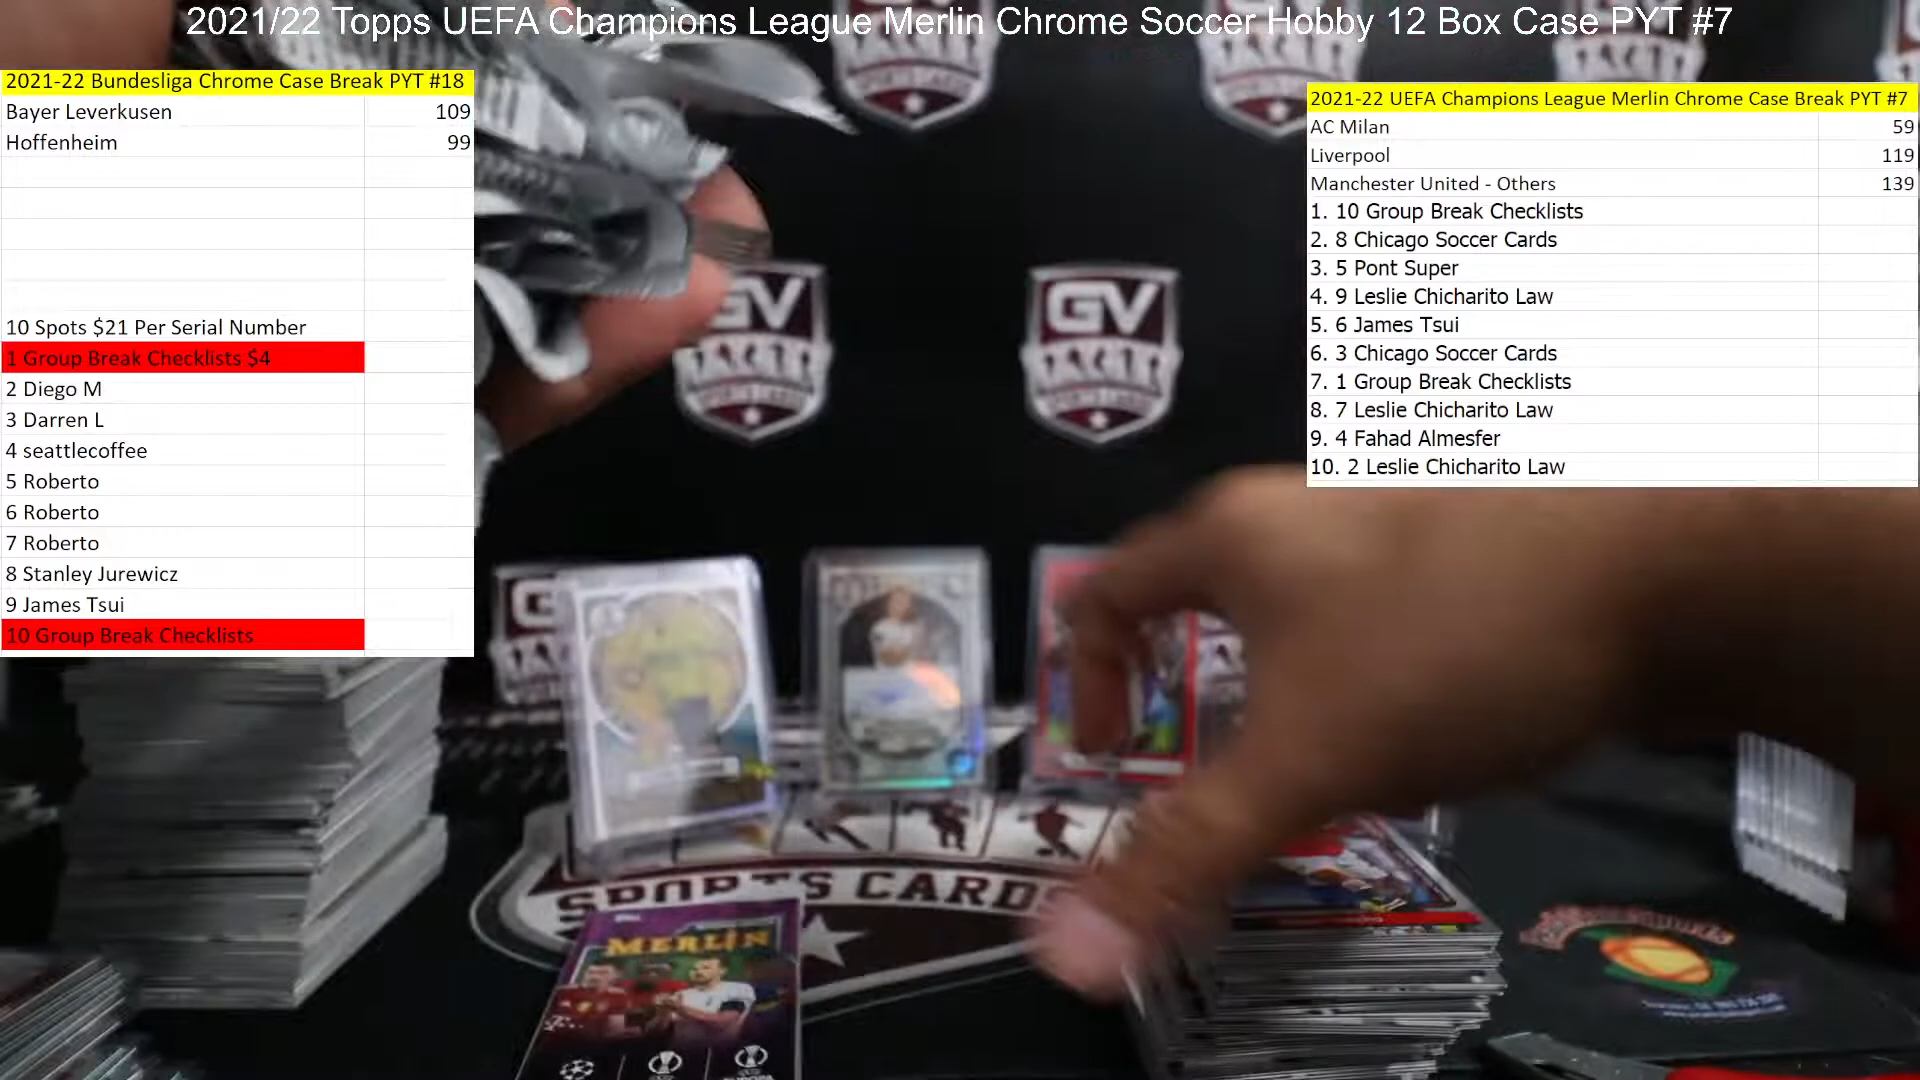 2021/22 Topps UEFA Champions League Merlin Chrome Soccer Hobby 12 Box Case PYT #7
2021-22 Bundesliga Chrome Case Break PYT #18
Bayer Leverkusen 109
Hoffenheim 99
10 Spots $21 Per Serial Number
1 Group Break Checklists $4
2 Diego M
3 Darren L
4 seattlecoffee
5 Roberto
6 Roberto
7 Roberto
8 Stanley Jurewicz
9 James Tsui
10 Group Break Checklists
2021-22 UEFA Champions League Merlin Chrome Case Break PYT #7
AC Milan 59
Liverpool 119
Manchester United - Others 139
1. 10 Group Break Checklists
2. 8 Chicago Soccer Cards
3. 5 Pont Super
4. 9 Leslie Chicharito Law
5. 6 James Tsui
6. 3 Chicago Soccer Cards
7. 1 Group Break Checklists
8. 7 Leslie Chicharito Law
9. 4 Fahad Almesfer
10. 2 Leslie Chicharito Law
GV
GV
SPORTS CARDS
MERLIN